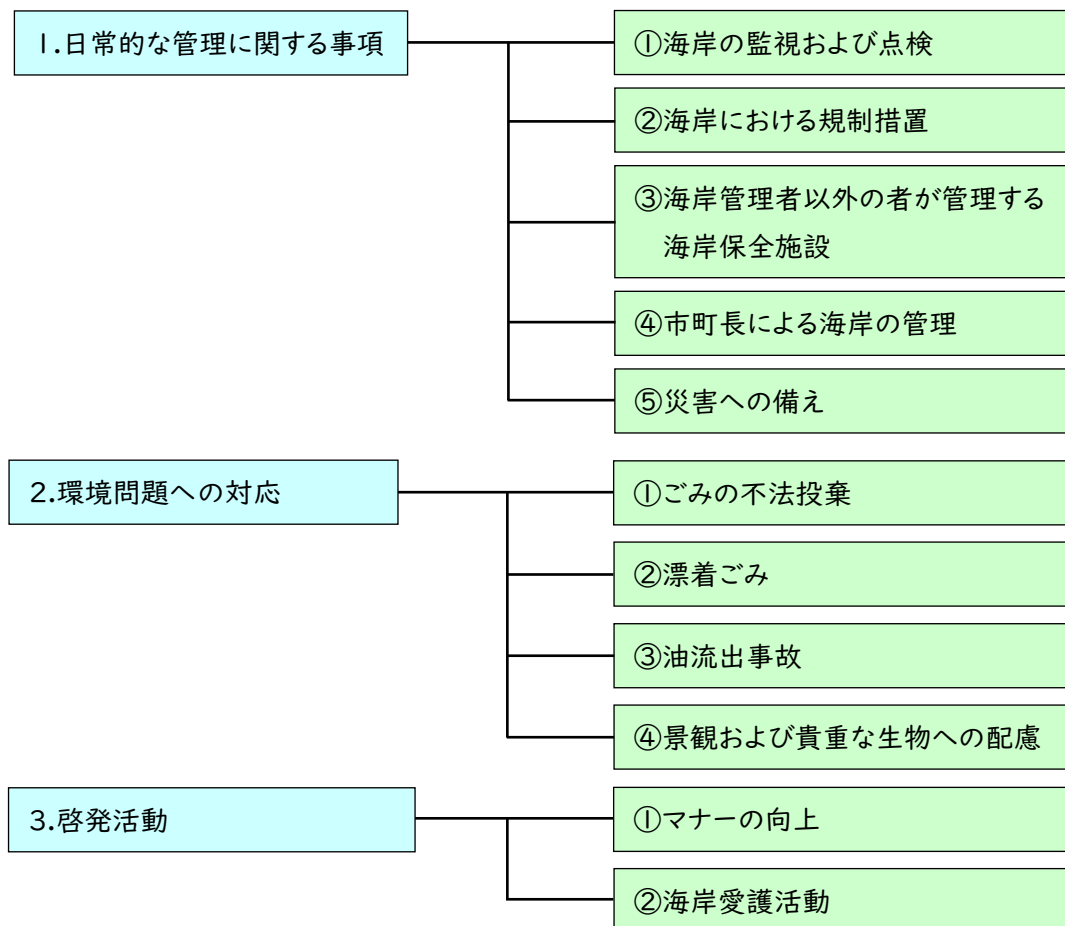 1.日常的な管理に関する事項
①海岸の監視および点検
②海岸における規制措置
③海岸管理者以外の者が管理する
海岸保全施設
④市町長による海岸の管理
⑤災害への備え
2.環境問題への対応
①ごみの不法投棄
②漂着ごみ
③油流出事故
④景観および貴重な生物への配慮
3.啓発活動
①マナーの向上
②海岸愛護活動